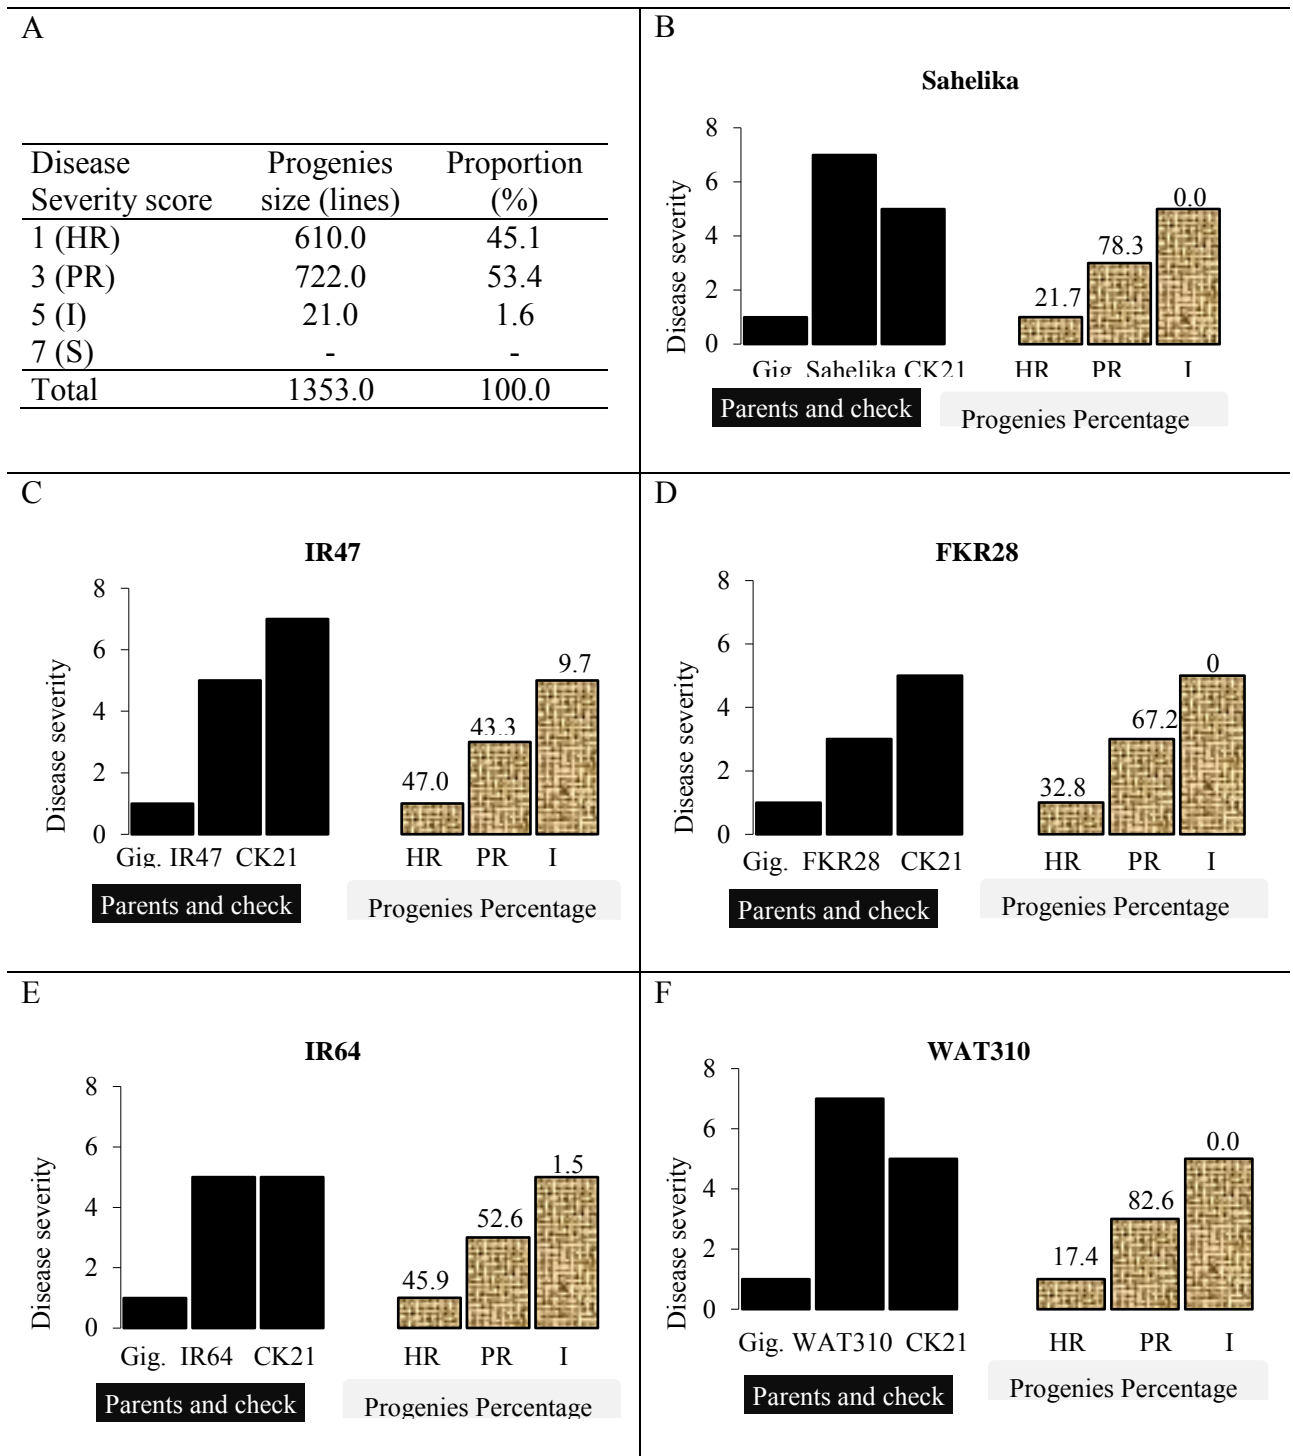 A
Disease Progenies Proportion
Severity score size (lines) (%)
1 (HR) 610.0 45.1
3 (PR) 722.0 53.4
5 (I) 21.0 1.6
7 (S) - -
Total 1353.0 100.0
B
Sahelika
Disease severity
8
6
4
2
0
21.7
78.3
0.0
Gig. Sahelika CK21 HR PR I
Parents and check
Progenies Percentage
C
IR47
Disease severity
8
6
4
2
0
47.0
43.3
9.7
Gig. IR47 CK21 HR PR I
Parents and check
Progenies Percentage
D
FKR28
Disease severity
8
6
4
2
0
32.8
67.2
0
Gig. FKR28 CK21 HR PR I
Parents and check
Progenies Percentage
E
IR64
Disease severity
8
6
4
2
0
45.9
52.6
1.5
Gig. IR64 CK21 HR PR I
Parents and check
Progenies Percentage
F
WAT310
Disease severity
8
6
4
2
0
17.4
82.6
0.0
Gig. WAT310 CK21 HR PR I
Parents and check
Progenies Percentage